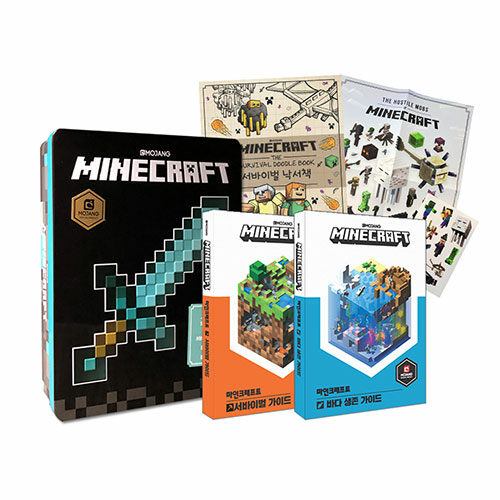 MOJANG
MINECRAFT
MOJANG
MINECRAFT
THE
SURVIVAL DOODLE BOOK
서바이벌 낙서책
THE HOSTILE MOBS
MINECRAFT
MINECRAFT
마인크래프트
서바이벌 가이드
MINECRAFT
마인크래프트
바다 생존 가이드
MOJANG